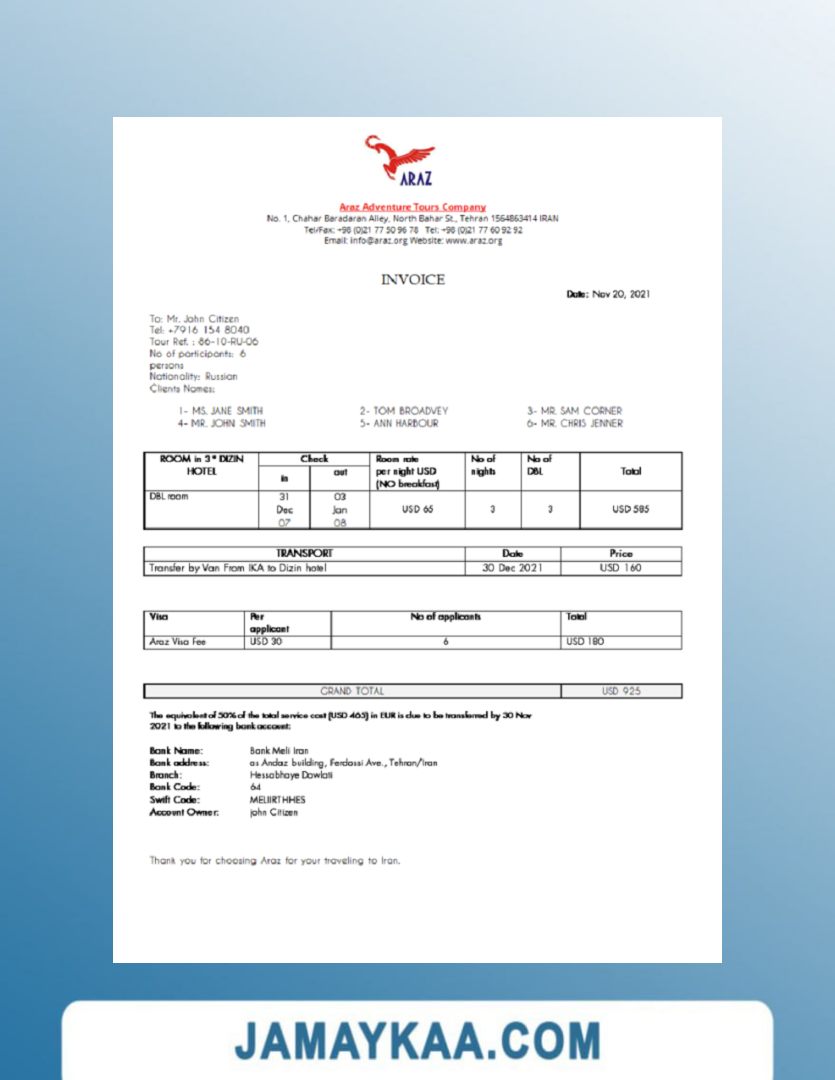 ARAZ
Araz Adventure Tours Company
No. 1, Chahar Baradaran Alley, North Bahar St., Tehran 1564863414 IRAN
Tel/Fax: +98 (0)21 77 50 96 78 Tel: +98 (0)21 77 60 92 92
Email: info@araz.org Website: www.araz.org
INVOICE
Date: Nov 20, 2021
To: Mr. John Citizen
Tel: +7916 154 8040
Tour Ref. : 86-10-RU-06
No of participants: 6
persons
Nationality: Russian
Clients Names:
1- MS. JANE SMITH 2- TOM BROADVEY 3- MR. SAM CORNER
4- MR. JOHN SMITH 5- ANN HARBOUR 6- MR. CHRIS JENNER
ROOM in 3* DIZIN HOTEL Check in out Room rate per night USD (NO breakfast) No of nights No of DBL Total
DBL room 31 Dec 07 03 Jan 08 USD 65 3 3 USD 585
TRANSPORT Date Price
Transfer by Van From IKA to Dizin hotel 30 Dec 2021 USD 160
Visa Per applicant No of applicants Total
Araz Visa Fee USD 30 6 USD 180
GRAND TOTAL USD 925
The equivalent of 50% of the total service cost (USD 465) in EUR is due to be transferred by 30 Nov
2021 to the following bank account:
Bank Name: Bank Meli Iran
Bank address: as Andaz building, Ferdossi Ave., Tehran/Iran
Branch: Hessabhaye Dowlati
Bank Code: 64
Swift Code: MELIIRTHHES
Account Owner: john Citizen
Thank you for choosing Araz for your traveling to Iran.
JAMAYKAA.COM